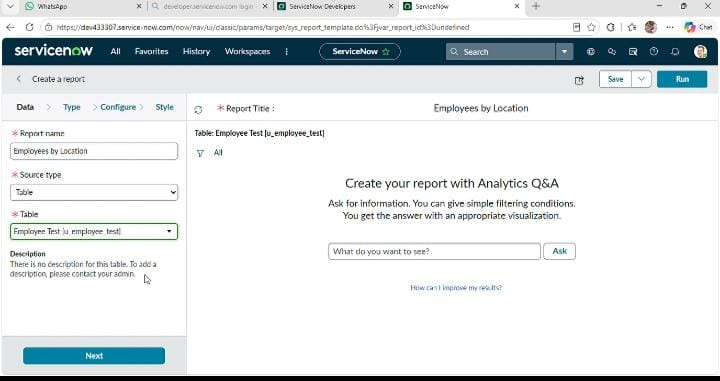 WhatsApp
developer.servicenow.com login
ServiceNow Developers
ServiceNow
https://dev433307.service-now.com/now/nav/ui/classic/params/target/sys_report_template.do%3Fjvar_report_id%3Dundefined
Chat
servicenow
All Favorites History Workspaces
ServiceNow
Search
Create a report
Save
Run
Data > Type > Configure > Style
* Report Title :
Employees by Location
* Report name
Employees by Location
* Source type
Table
* Table
Employee Test [u_employee_test]
Description
There is no description for this table. To add a
description, please contact your admin.
Next
Table: Employee Test [u_employee_test]
All
Create your report with Analytics Q&A
Ask for information. You can give simple filtering conditions.
You get the answer with an appropriate visualization.
What do you want to see?
Ask
How can I improve my results?